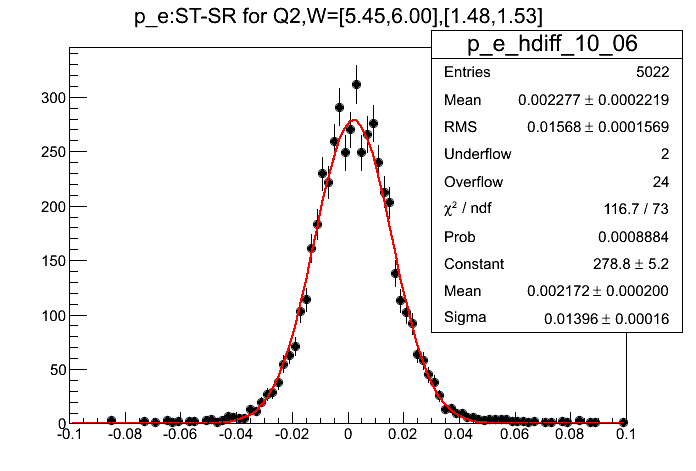 p_e:ST-SR for Q2,W=[5.45,6.00],[1.48,1.53]
p_e_hdiff_10_06
Entries 5022
Mean 0.002277 ± 0.0002219
RMS 0.01568 ± 0.0001569
Underflow 2
Overflow 24
χ² / ndf 116.7 / 73
Prob 0.0008884
Constant 278.8 ± 5.2
Mean 0.002172 ± 0.000200
Sigma 0.01396 ± 0.00016
300
250
200
150
100
50
0
-0.1 -0.08 -0.06 -0.04 -0.02 0 0.02 0.04 0.06 0.08 0.1